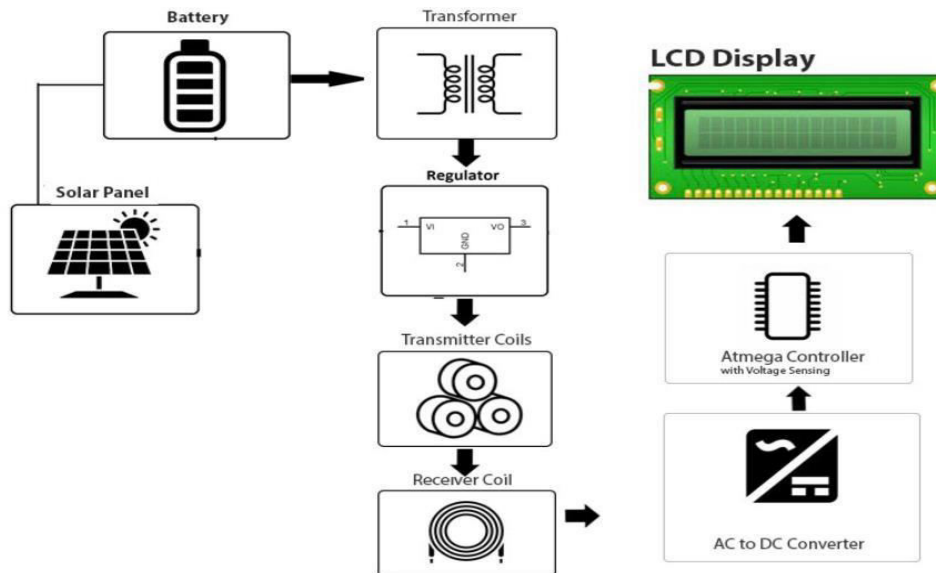 Battery
Transformer
LCD Display
Solar Panel
Regulator
1
VI
VO
3
GND
2
Transmitter Coils
Atmega Controller
with Voltage Sensing
Receiver Coil
AC to DC Converter